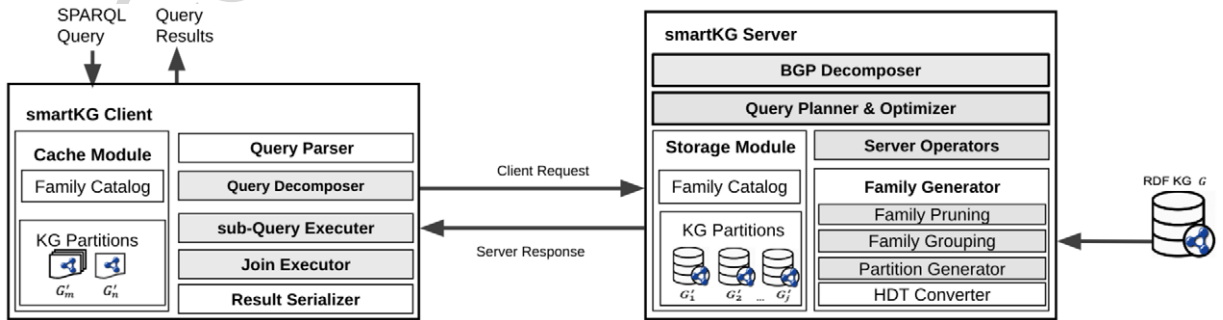 SPARQL
Query
Query
Results
smartKG Client
Cache Module
Family Catalog
KG Partitions
G'm
G'n
Query Parser
Query Decomposer
sub-Query Executer
Join Executor
Result Serializer
Client Request
Server Response
smartKG Server
BGP Decomposer
Query Planner & Optimizer
Storage Module
Family Catalog
KG Partitions
G'1 G'2 ... G'j
Server Operators
Family Generator
Family Pruning
Family Grouping
Partition Generator
HDT Converter
RDF KG G